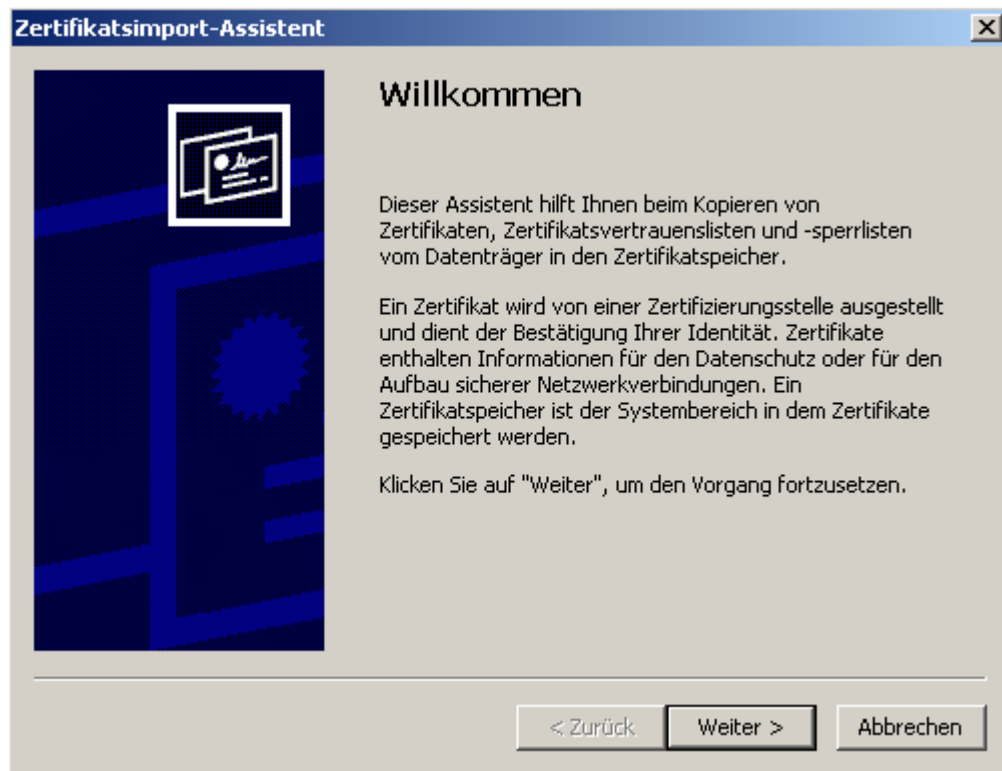 Zertifikatsimport-Assistent
Willkommen
Dieser Assistent hilft Ihnen beim Kopieren von
Zertifikaten, Zertifikatsvertrauenslisten und -sperrlisten
vom Datenträger in den Zertifikatspeicher.
Ein Zertifikat wird von einer Zertifizierungsstelle ausgestellt
und dient der Bestätigung Ihrer Identität. Zertifikate
enthalten Informationen für den Datenschutz oder für den
Aufbau sicherer Netzwerkverbindungen. Ein
Zertifikatspeicher ist der Systembereich in dem Zertifikate
gespeichert werden.
Klicken Sie auf "Weiter", um den Vorgang fortzusetzen.
< Zurück Weiter > Abbrechen